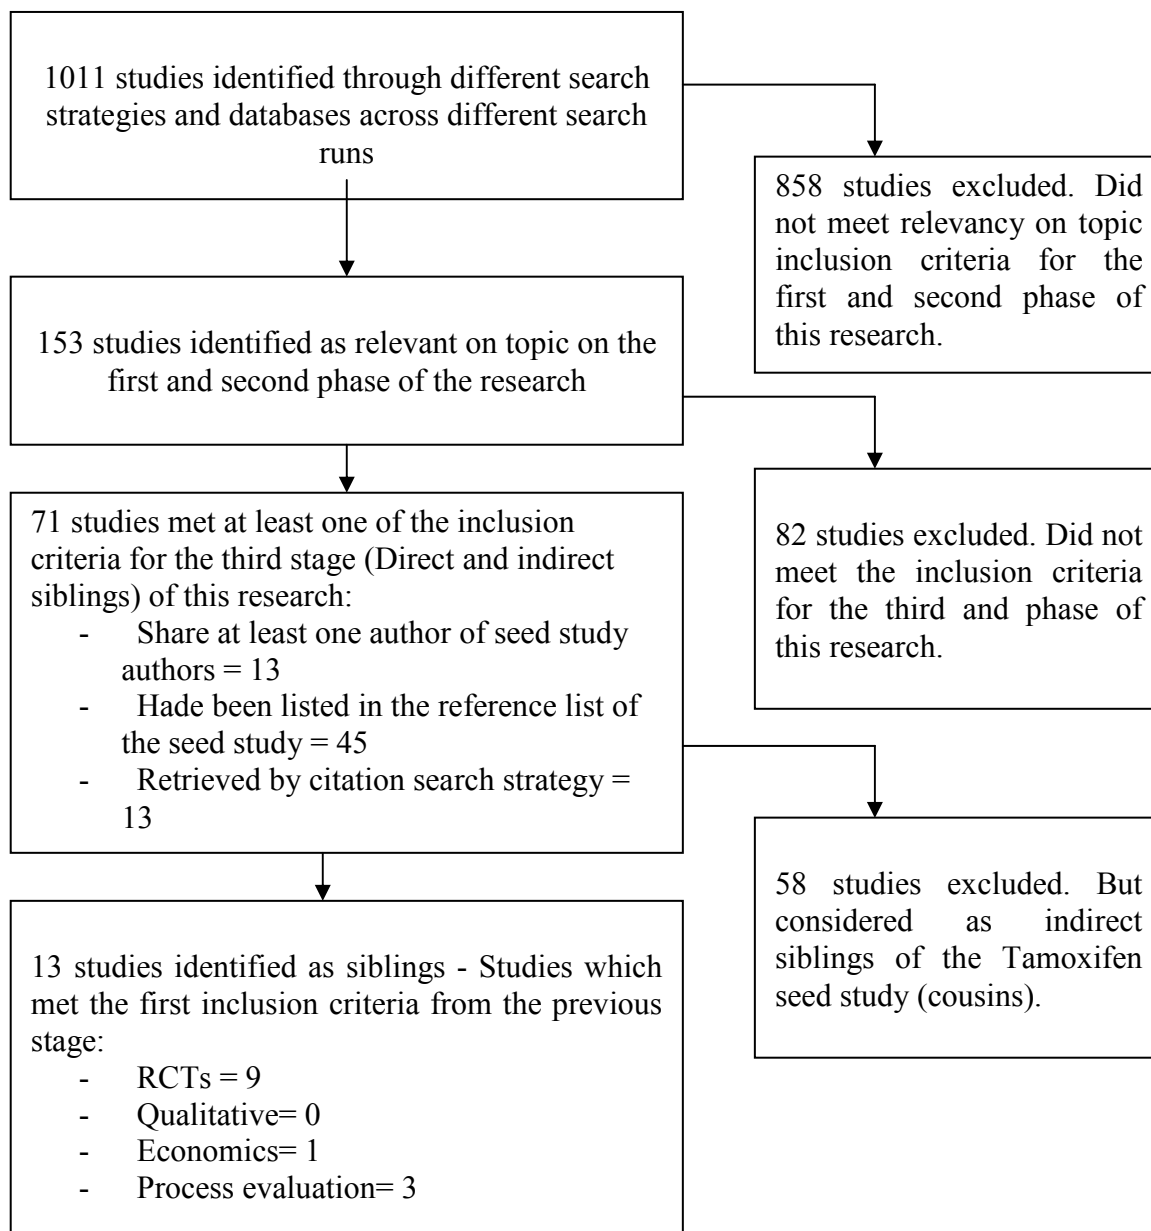 1011 studies identified through different search
strategies and databases across different search
runs
858 studies excluded. Did
not meet relevancy on topic
inclusion criteria for the
first and second phase of
this research.
153 studies identified as relevant on topic on the
first and second phase of the research
82 studies excluded. Did not
meet the inclusion criteria
for the third and phase of
this research.
71 studies met at least one of the inclusion
criteria for the third stage (Direct and indirect
siblings) of this research:
- Share at least one author of seed study
authors = 13
- Hade been listed in the reference list of
the seed study = 45
- Retrieved by citation search strategy =
13
58 studies excluded. But
considered as indirect
siblings of the Tamoxifen
seed study (cousins).
13 studies identified as siblings - Studies which
met the first inclusion criteria from the previous
stage:
- RCTs = 9
- Qualitative= 0
- Economics= 1
- Process evaluation= 3